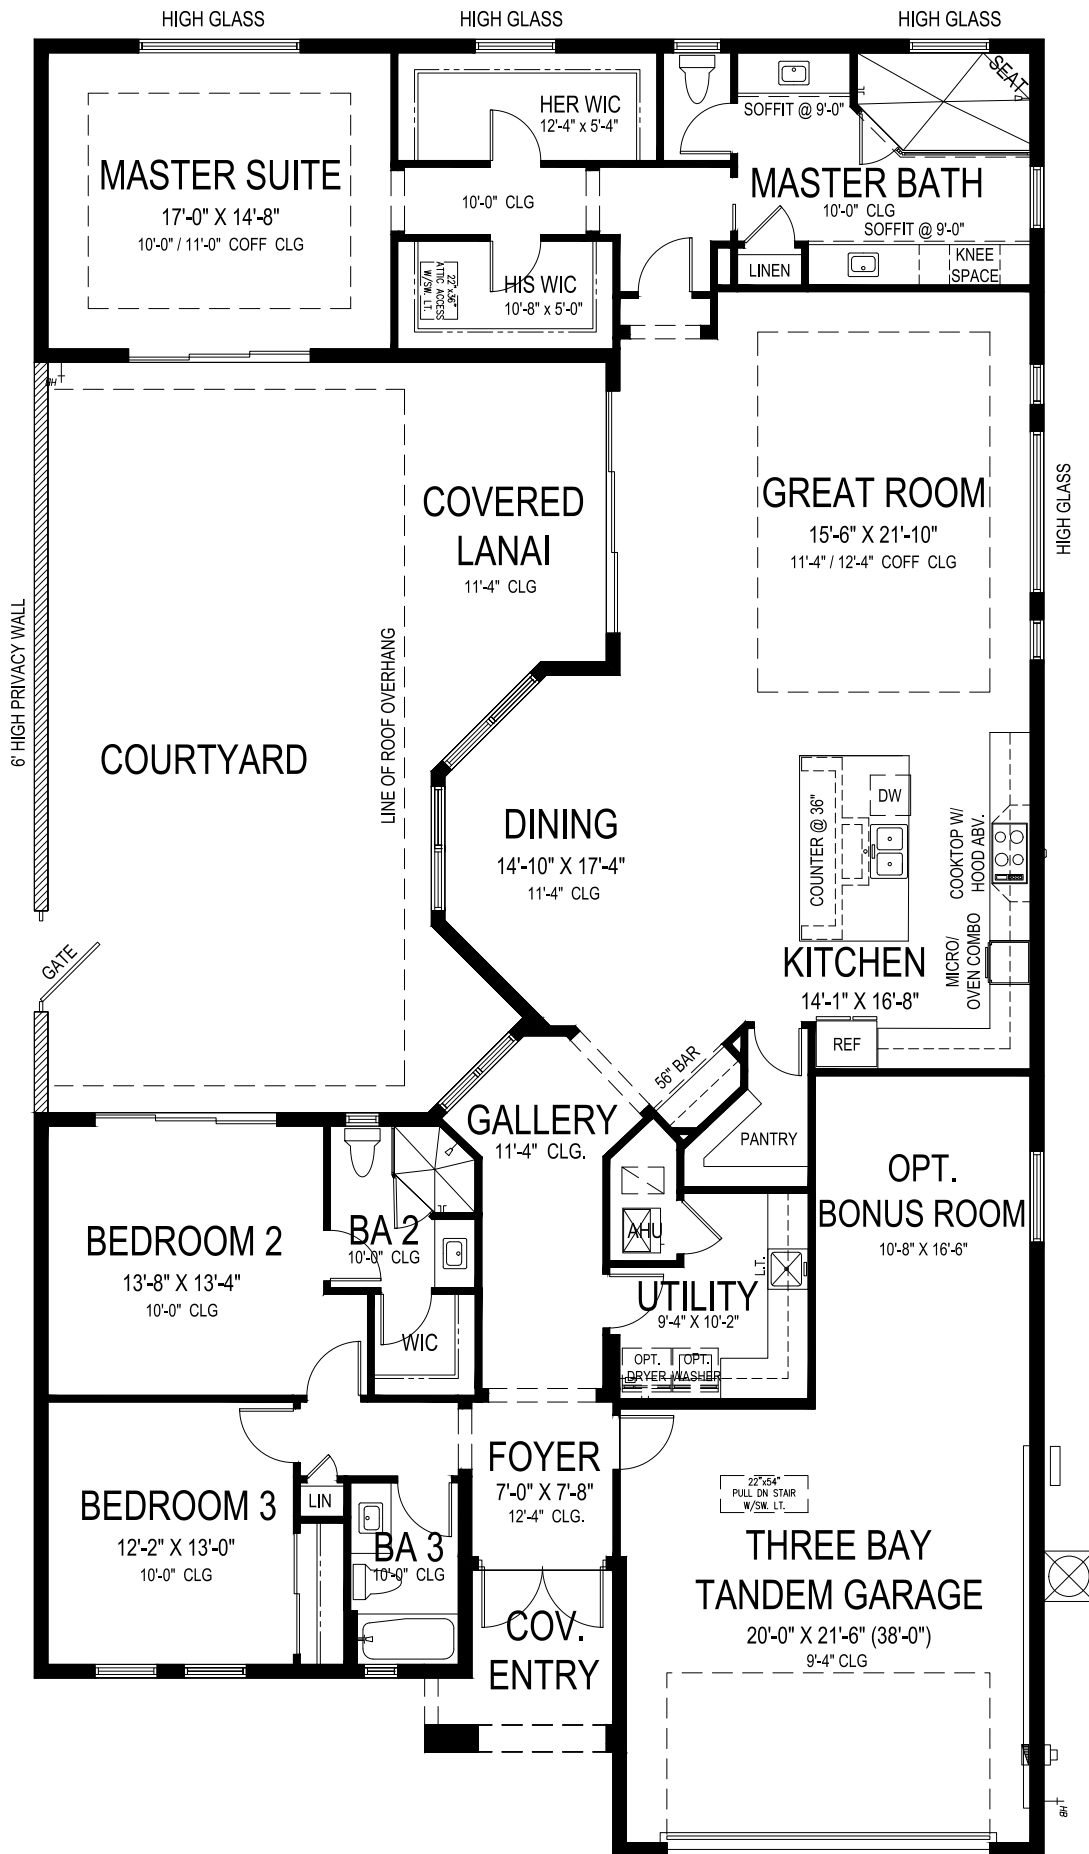 HIGH GLASS
HIGH GLASS
HIGH GLASS
MASTER SUITE
17'-0" X 14'-8"
10'-0" / 11'-0" COFF CLG
HER WIC
12'-4" x 5'-4"
10'-0" CLG
22"x36"
ATTIC ACCESS
W/SW. LT.
HIS WIC
10'-8" x 5'-0"
SOFFIT @ 9'-0"
SEAT
MASTER BATH
10'-0" CLG
SOFFIT @ 9'-0"
LINEN
KNEE
SPACE
HB
COVERED
LANAI
11'-4" CLG
GREAT ROOM
15'-6" X 21'-10"
11'-4" / 12'-4" COFF CLG
HIGH GLASS
6' HIGH PRIVACY WALL
COURTYARD
LINE OF ROOF OVERHANG
GATE
DINING
14'-10" X 17'-4"
11'-4" CLG
COUNTER @ 36"
DW
COOKTOP W/
HOOD ABV.
MICRO/
OVEN COMBO
KITCHEN
14'-1" X 16'-8"
REF
56" BAR
PANTRY
GALLERY
11'-4" CLG.
OPT.
BONUS ROOM
10'-8" X 16'-6"
BEDROOM 2
13'-8" X 13'-4"
10'-0" CLG
BA 2
10'-0" CLG
WIC
AHU
UTILITY
9'-4" X 10'-2"
L.T.
OPT.
DRYER
OPT.
WASHER
FOYER
7'-0" X 7'-8"
12'-4" CLG.
BEDROOM 3
12'-2" X 13'-0"
10'-0" CLG
LIN
BA 3
10'-0" CLG
COV.
ENTRY
22"x54"
PULL DN STAIR
W/SW. LT.
THREE BAY
TANDEM GARAGE
20'-0" X 21'-6" (38'-0")
9'-4" CLG
HB